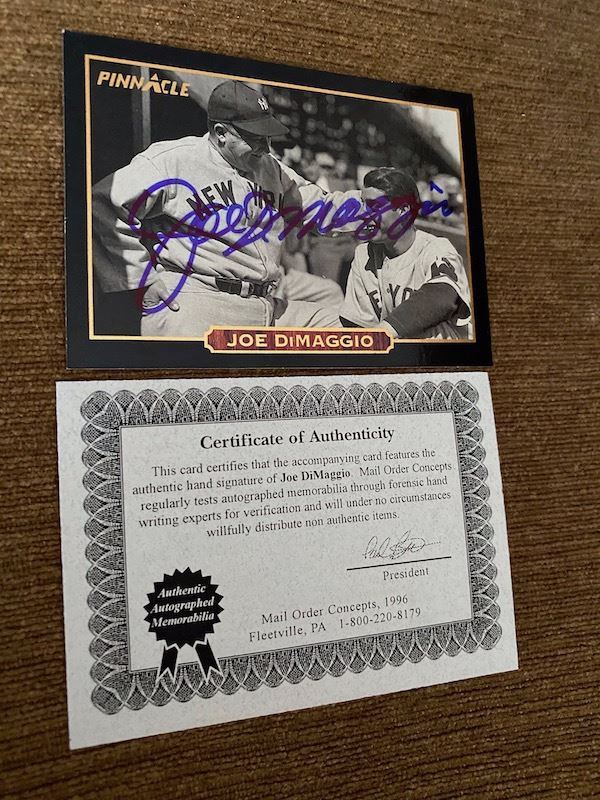 PINNACLE
NEW YORK
Joe DiMaggio
JOE DiMAGGIO
Certificate of Authenticity
This card certifies that the accompanying card features the
authentic hand signature of Joe DiMaggio. Mail Order Concepts
regularly tests autographed memorabilia through forensic hand
writing experts for verification and will under no circumstances
willfully distribute non authentic items.
President
Authentic
Autographed
Memorabilia
Mail Order Concepts, 1996
Fleetville, PA 1-800-220-8179